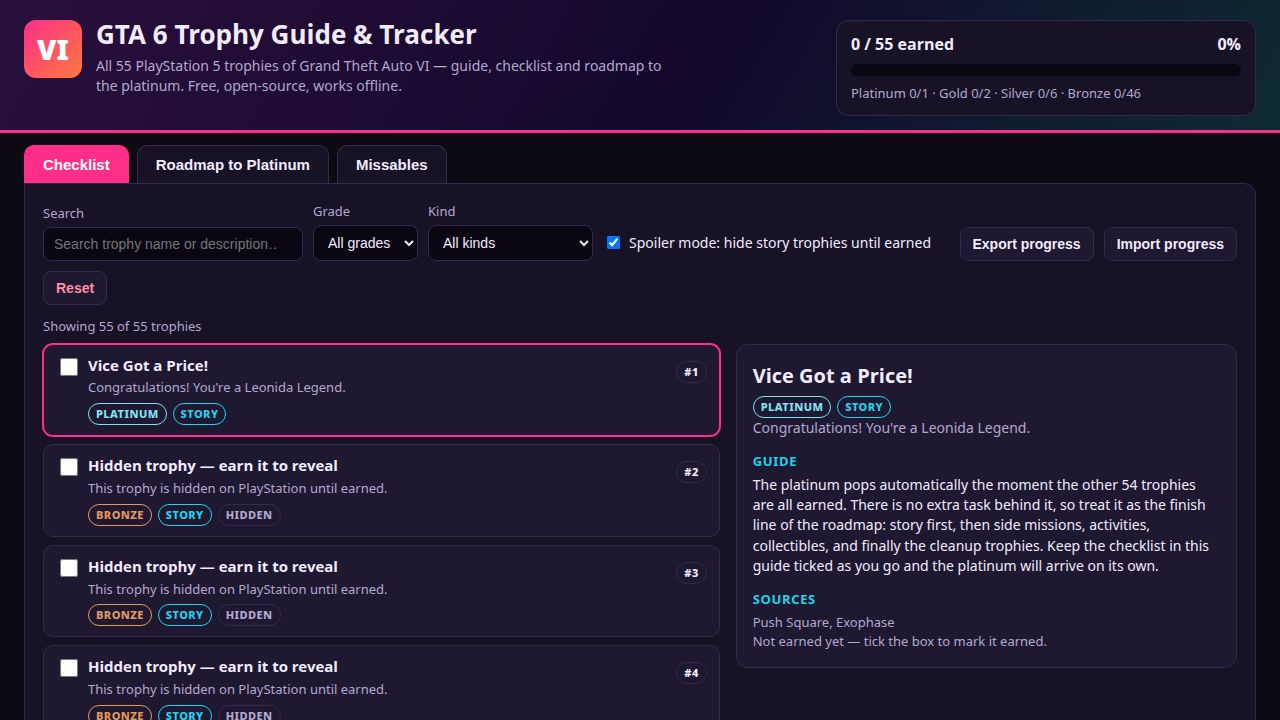 VI
GTA 6 Trophy Guide & Tracker
All 55 PlayStation 5 trophies of Grand Theft Auto VI — guide, checklist and roadmap to
the platinum. Free, open-source, works offline.
0 / 55 earned 0%
Platinum 0/1 · Gold 0/2 · Silver 0/6 · Bronze 0/46
Checklist Roadmap to Platinum Missables
Search Grade Kind
Search trophy name or description.. All grades All kinds Spoiler mode: hide story trophies until earned Export progress Import progress
Reset
Showing 55 of 55 trophies
Vice Got a Price! #1
Congratulations! You're a Leonida Legend.
PLATINUM STORY
Hidden trophy — earn it to reveal #2
This trophy is hidden on PlayStation until earned.
BRONZE STORY HIDDEN
Hidden trophy — earn it to reveal #3
This trophy is hidden on PlayStation until earned.
BRONZE STORY HIDDEN
Hidden trophy — earn it to reveal #4
This trophy is hidden on PlayStation until earned.
BRONZE STORY HIDDEN
Vice Got a Price!
PLATINUM STORY
Congratulations! You're a Leonida Legend.
GUIDE
The platinum pops automatically the moment the other 54 trophies
are all earned. There is no extra task behind it, so treat it as the finish
line of the roadmap: story first, then side missions, activities,
collectibles, and finally the cleanup trophies. Keep the checklist in this
guide ticked as you go and the platinum will arrive on its own.
SOURCES
Push Square, Exophase
Not earned yet — tick the box to mark it earned.